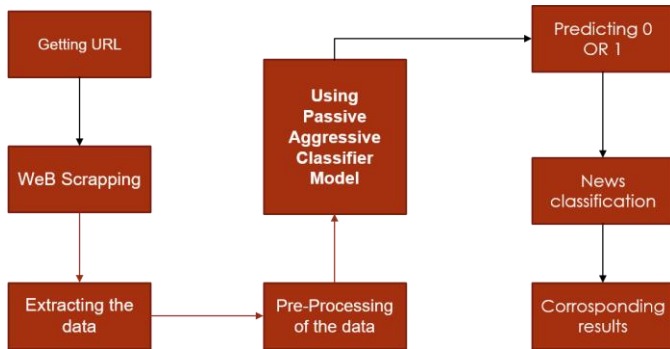 Getting URL
WeB Scrapping
Extracting the
data
Pre-Processing
of the data
Using
Passive
Aggressive
Classifier
Model
Predicting 0
OR 1
News
classification
Corrosponding
results